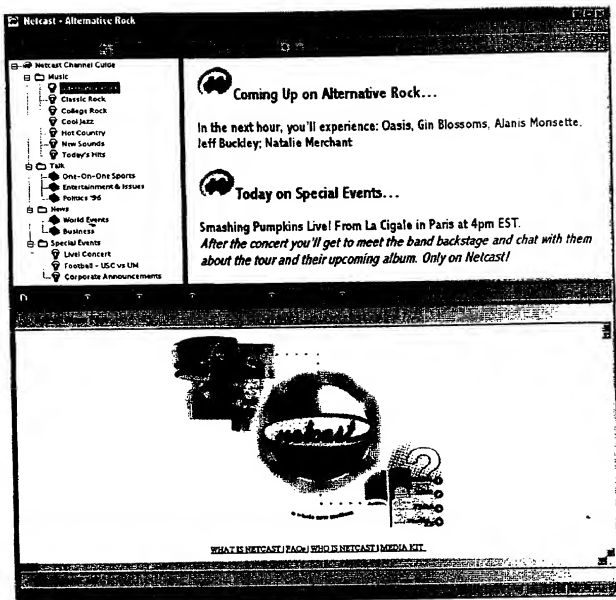 Netcast - Alternative Rock
Netcast Channel Guide
Music
Classic Rock
College Rock
Cool Jazz
Hot Country
New Sounds
Today's Hits
Talk
One-On-One Sports
Entertainment & Issues
Politics '96
News
World Events
Business
Special Events
Live! Concert
Football - USC vs UM
Corporate Announcements
Coming Up on Alternative Rock...
In the next hour, you'll experience: Oasis, Gin Blossoms, Alanis Morisette,
Jeff Buckley; Natalie Merchant
Today on Special Events...
Smashing Pumpkins Live! From La Cigale in Paris at 4pm EST.
After the concert you'll get to meet the band backstage and chat with them
about the tour and their upcoming album. Only on Netcast!
netcast
?
WHAT IS NETCAST | FAQs | WHO IS NETCAST | MEDIA KIT